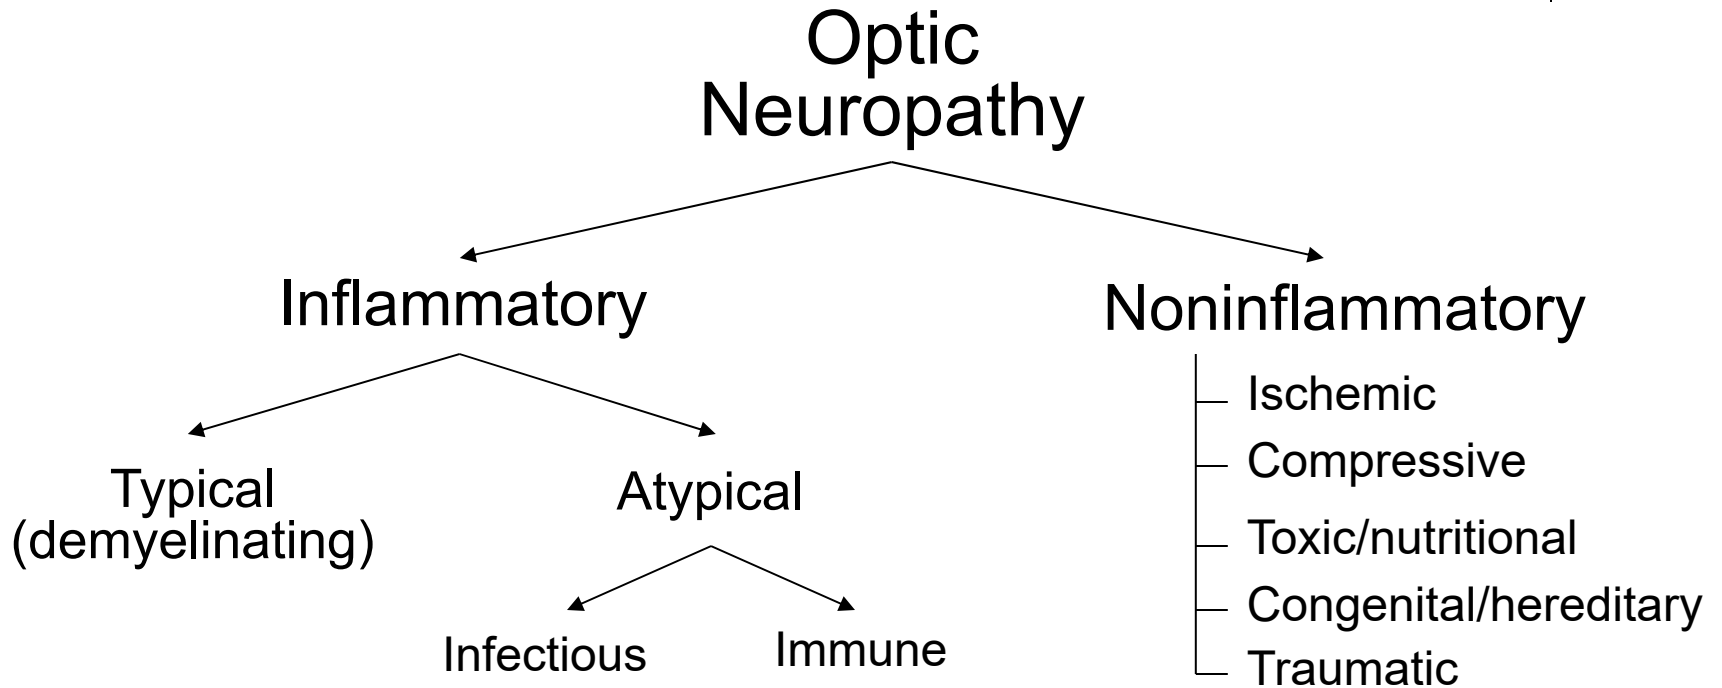 Optic
Neuropathy
Inflammatory
Noninflammatory
Typical
(demyelinating)
Atypical
Infectious
Immune
Ischemic
Compressive
Toxic/nutritional
Congenital/hereditary
Traumatic